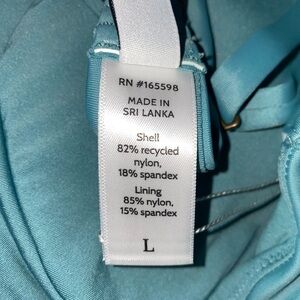 RN #165598
MADE IN
SRI LANKA
Shell
82% recycled
nylon,
18% spandex
Lining
85% nylon,
15% spandex
L